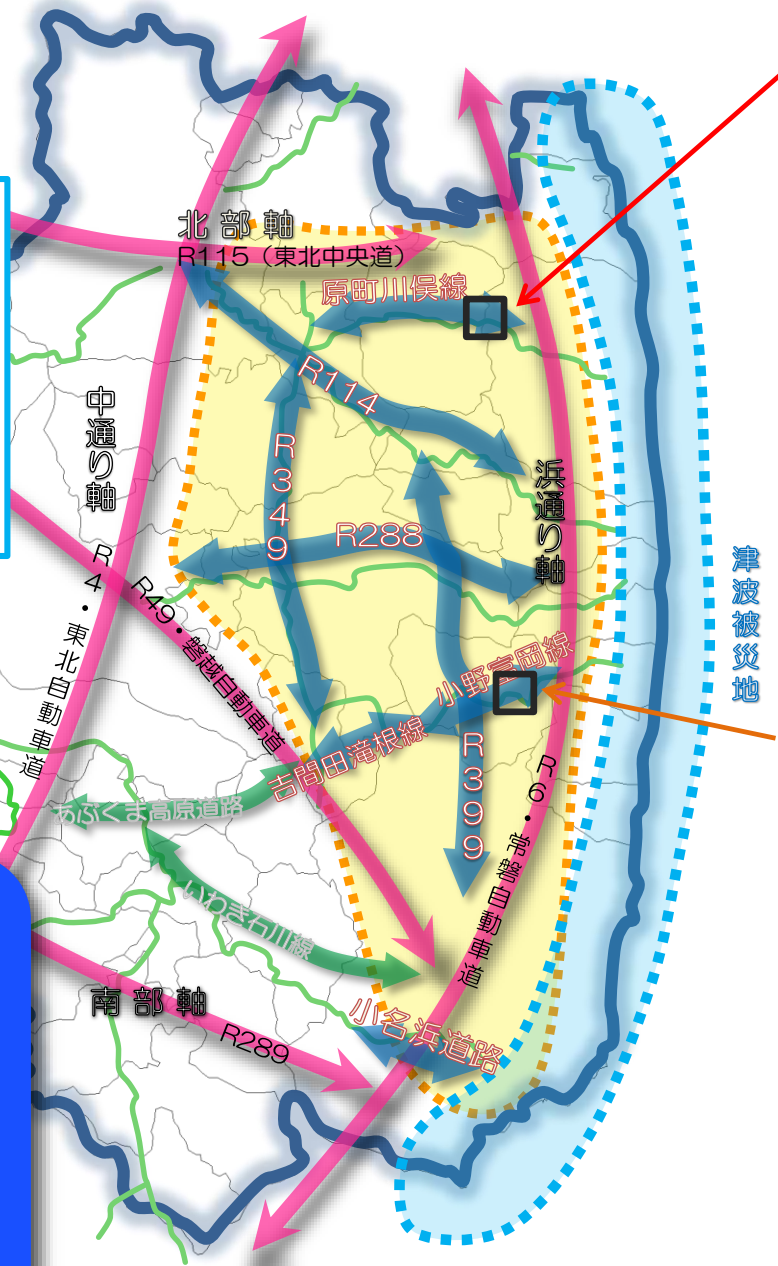 北部軸
R115（東北中央道）
原町川俣線
R114
中通り軸
R349
浜通り軸
R288
津波被災地
R4・東北自動車道
R49・磐越自動車道
小野富岡線
吉間田滝根線
R399
R6・常磐自動車道
あぶくま高原道路
いわき石川線
南部軸
R289
小名浜道路